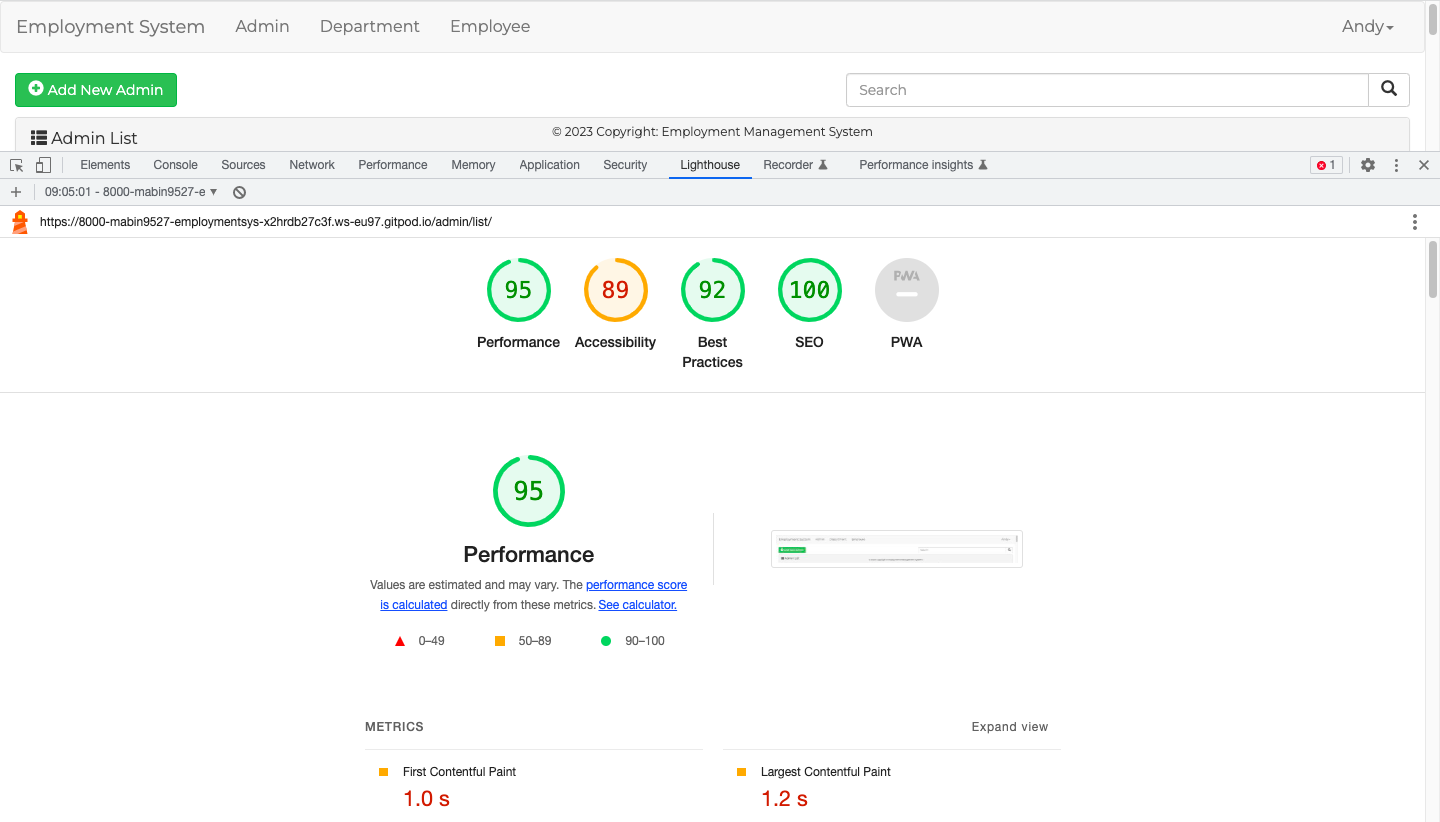 Employment System Admin Department Employee Andy
Add New Admin Search
Admin List
© 2023 Copyright: Employment Management System
Elements Console Sources Network Performance Memory Application Security Lighthouse Recorder Performance insights 1
09:05:01 - 8000-mabin9527-e
https://8000-mabin9527-employmentsys-x2hrdb27c3f.ws-eu97.gitpod.io/admin/list/
95 89 92 100 PWA
Performance Accessibility Best Practices SEO PWA
95
Performance
Values are estimated and may vary. The performance score
is calculated directly from these metrics. See calculator.
0–49 50–89 90–100
METRICS Expand view
First Contentful Paint Largest Contentful Paint
1.0 s 1.2 s